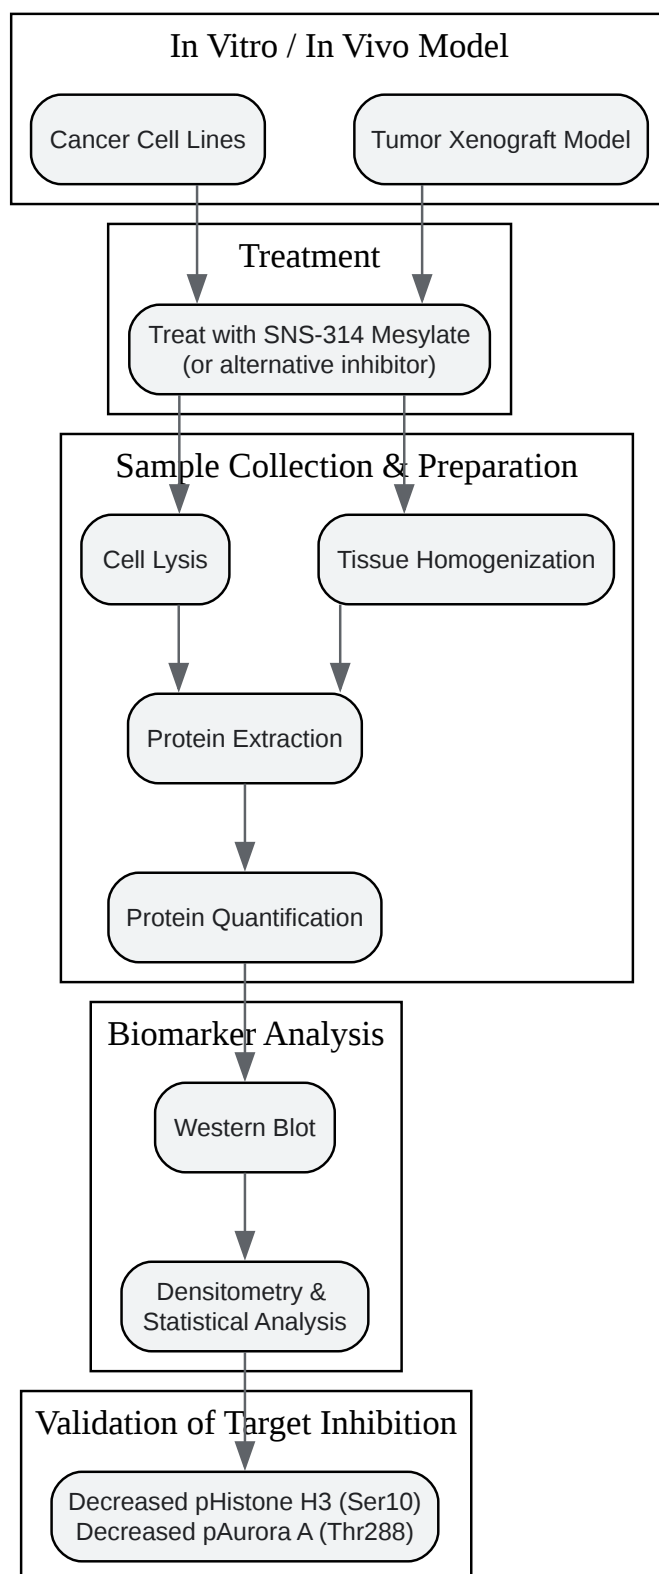 In Vitro / In Vivo Model
Cancer Cell Lines
Tumor Xenograft Model
Treatment
Treat with SNS-314 Mesylate
(or alternative inhibitor)
Sample Collection & Preparation
Cell Lysis
Tissue Homogenization
Protein Extraction
Protein Quantification
Biomarker Analysis
Western Blot
Densitometry &
Statistical Analysis
Validation of Target Inhibition
Decreased pHistone H3 (Ser10)
Decreased pAurora A (Thr288)